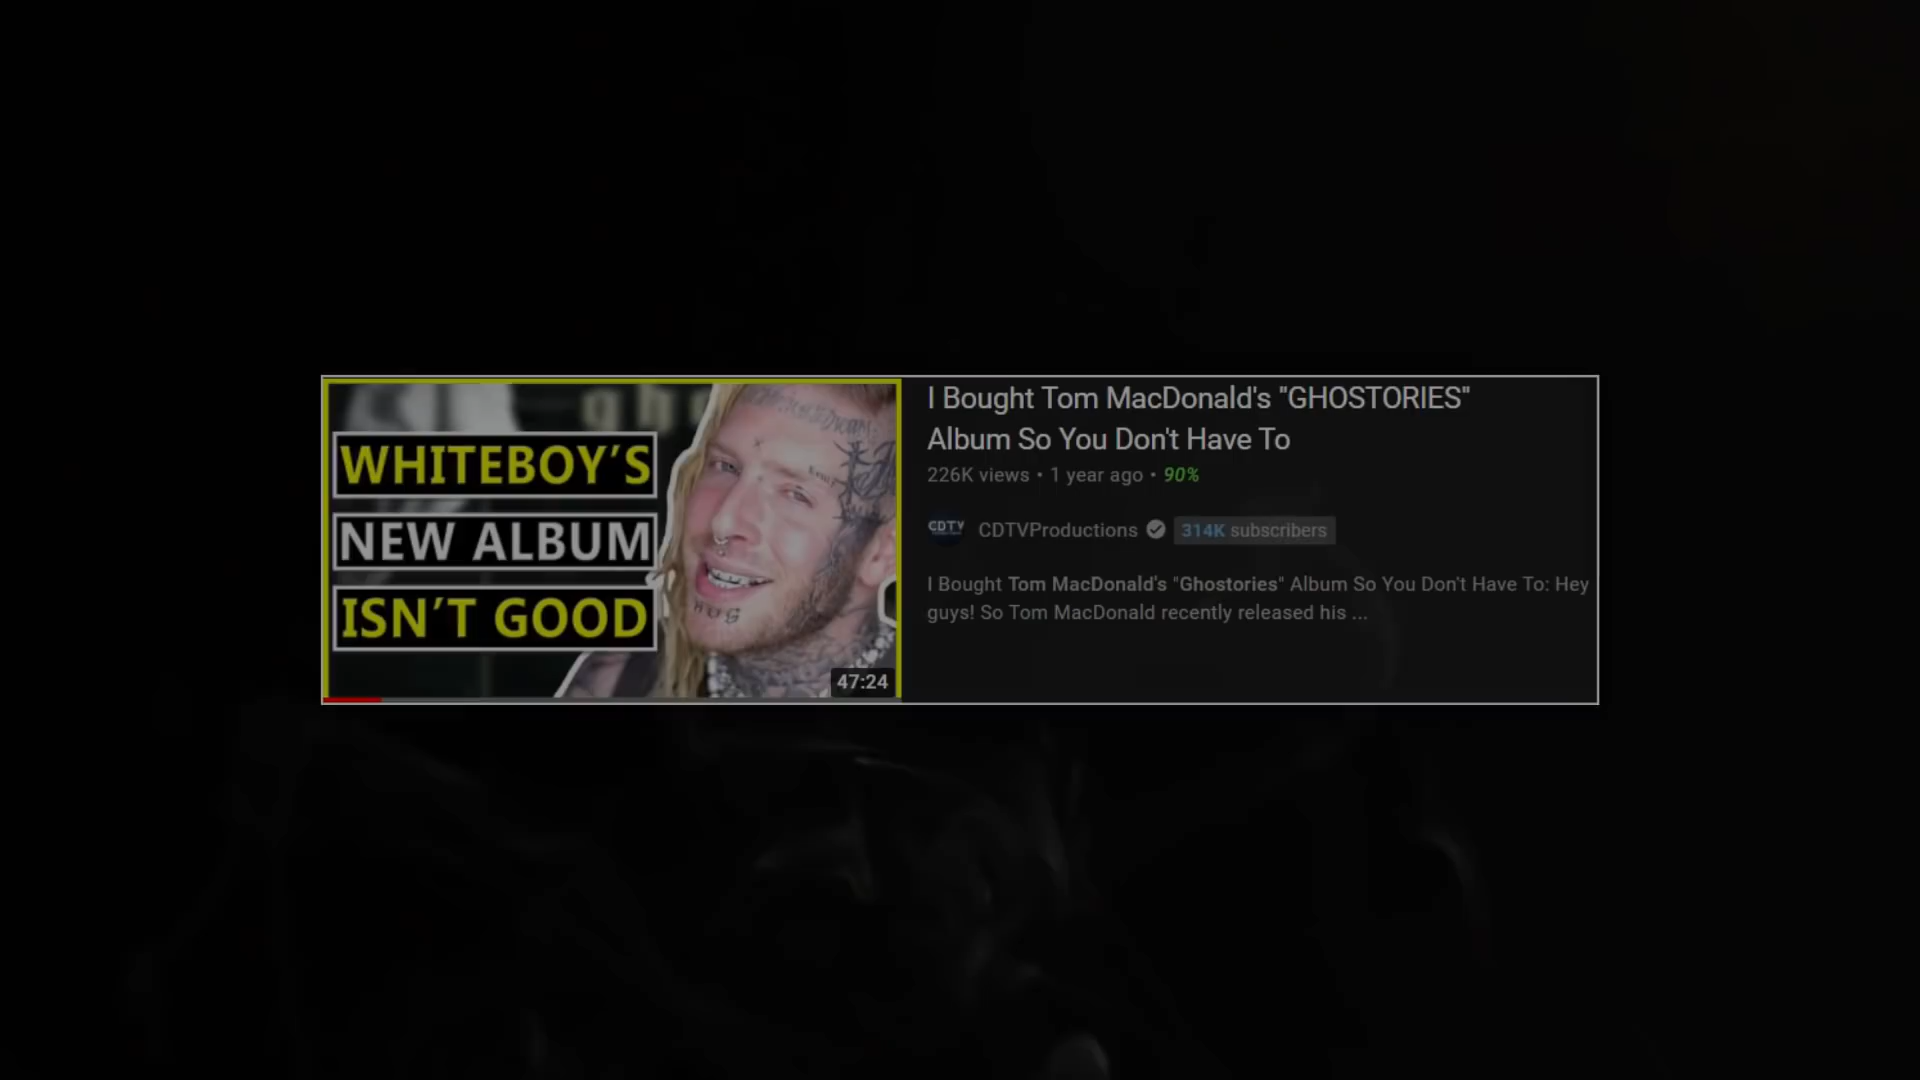 WHITEBOY'S
NEW ALBUM
ISN'T GOOD
47:24
I Bought Tom MacDonald's "GHOSTORIES"
Album So You Don't Have To
226K views • 1 year ago • 90%
CDTV
CDTVProductions
314K subscribers
I Bought Tom MacDonald's "Ghostories" Album So You Don't Have To: Hey
guys! So Tom MacDonald recently released his ...